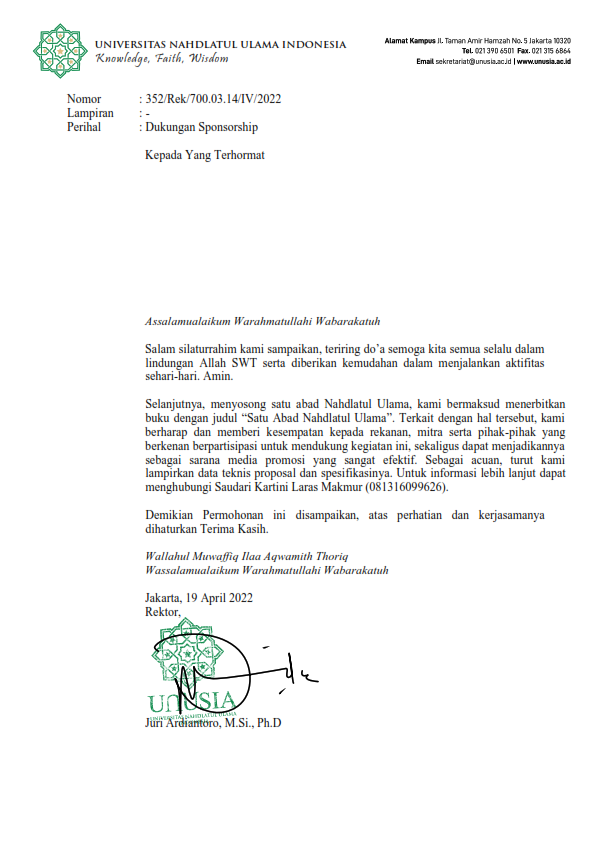 UNIVERSITAS NAHDLATUL ULAMA INDONESIA
Knowledge, Faith, Wisdom
Alamat Kampus Jl. Taman Amir Hamzah No. 5 Jakarta 10320
Tel. 021 390 6501 Fax. 021 315 6864
Email sekretariat@unusia.ac.id | www.unusia.ac.id
Nomor : 352/Rek/700.03.14/IV/2022
Lampiran : -
Perihal : Dukungan Sponsorship
Kepada Yang Terhormat
Assalamualaikum Warahmatullahi Wabarakatuh
Salam silaturrahim kami sampaikan, teriring do’a semoga kita semua selalu dalam
lindungan Allah SWT serta diberikan kemudahan dalam menjalankan aktifitas
sehari-hari. Amin.
Selanjutnya, menyosong satu abad Nahdlatul Ulama, kami bermaksud menerbitkan
buku dengan judul “Satu Abad Nahdlatul Ulama”. Terkait dengan hal tersebut, kami
berharap dan memberi kesempatan kepada rekanan, mitra serta pihak-pihak yang
berkenan berpartisipasi untuk mendukung kegiatan ini, sekaligus dapat menjadikannya
sebagai sarana media promosi yang sangat efektif. Sebagai acuan, turut kami
lampirkan data teknis proposal dan spesifikasinya. Untuk informasi lebih lanjut dapat
menghubungi Saudari Kartini Laras Makmur (081316099626).
Demikian Permohonan ini disampaikan, atas perhatian dan kerjasamanya
dihaturkan Terima Kasih.
Wallahul Muwaffiq Ilaa Aqwamith Thoriq
Wassalamualaikum Warahmatullahi Wabarakatuh
Jakarta, 19 April 2022
Rektor,
UNUSIA
UNIVERSITAS NAHDLATUL ULAMA
Juri Ardiantoro, M.Si., Ph.D